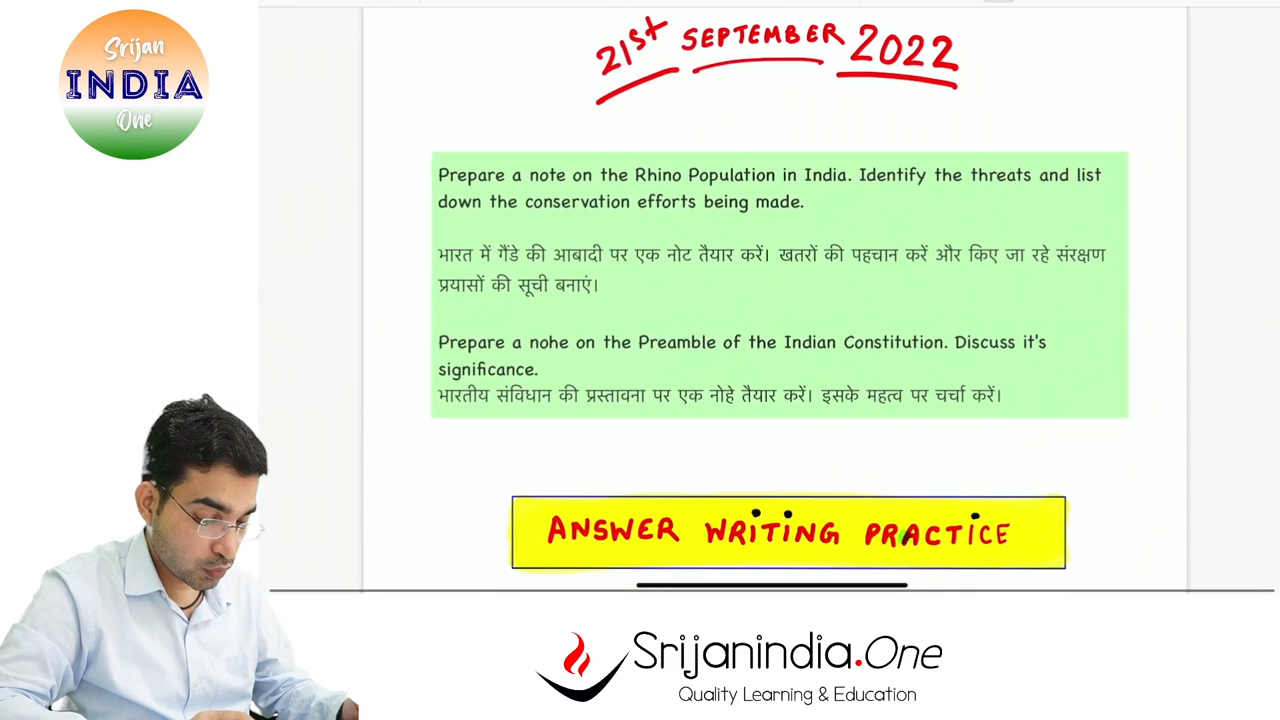 Srijan
INDIA
One
21st SEPTEMBER 2022
Prepare a note on the Rhino Population in India. Identify the threats and list
down the conservation efforts being made.
भारत में गैंडे की आबादी पर एक नोट तैयार करें। खतरों की पहचान करें और किए जा रहे संरक्षण
प्रयासों की सूची बनाएं।
Prepare a nohe on the Preamble of the Indian Constitution. Discuss it's
significance.
भारतीय संविधान की प्रस्तावना पर एक नोहे तैयार करें। इसके महत्व पर चर्चा करें।
ANSWER WRiTiNG PRACTiCE
Srijanindia.One
Quality Learning & Education